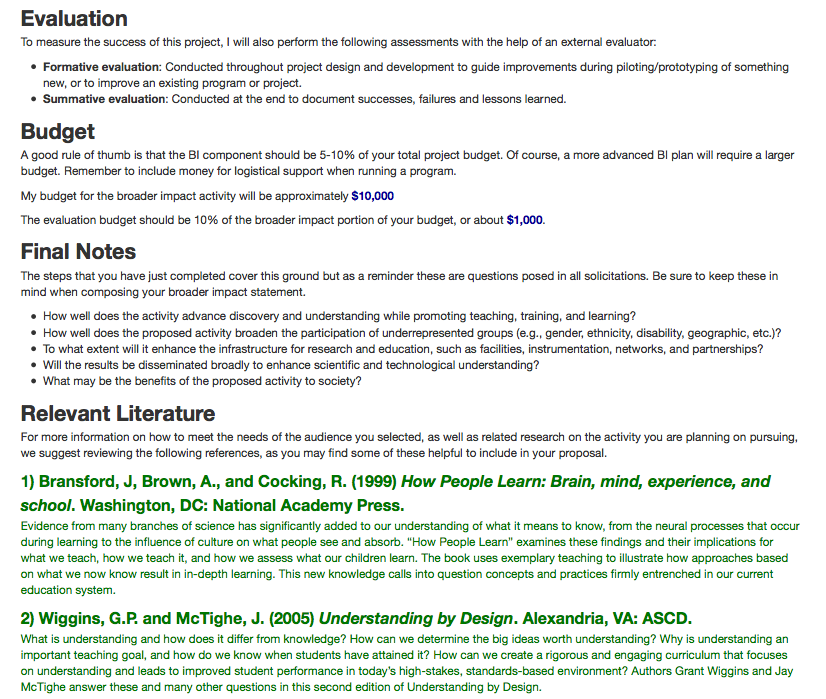 Evaluation
To measure the success of this project, I will also perform the following assessments with the help of an external evaluator:
• Formative evaluation: Conducted throughout project design and development to guide improvements during piloting/prototyping of something
new, or to improve an existing program or project.
• Summative evaluation: Conducted at the end to document successes, failures and lessons learned.
Budget
A good rule of thumb is that the BI component should be 5-10% of your total project budget. Of course, a more advanced BI plan will require a larger
budget. Remember to include money for logistical support when running a program.
My budget for the broader impact activity will be approximately $10,000
The evaluation budget should be 10% of the broader impact portion of your budget, or about $1,000.
Final Notes
The steps that you have just completed cover this ground but as a reminder these are questions posed in all solicitations. Be sure to keep these in
mind when composing your broader impact statement.
• How well does the activity advance discovery and understanding while promoting teaching, training, and learning?
• How well does the proposed activity broaden the participation of underrepresented groups (e.g., gender, ethnicity, disability, geographic, etc.)?
• To what extent will it enhance the infrastructure for research and education, such as facilities, instrumentation, networks, and partnerships?
• Will the results be disseminated broadly to enhance scientific and technological understanding?
• What may be the benefits of the proposed activity to society?
Relevant Literature
For more information on how to meet the needs of the audience you selected, as well as related research on the activity you are planning on pursuing,
we suggest reviewing the following references, as you may find some of these helpful to include in your proposal.
1) Bransford, J, Brown, A., and Cocking, R. (1999) How People Learn: Brain, mind, experience, and
school. Washington, DC: National Academy Press.
Evidence from many branches of science has significantly added to our understanding of what it means to know, from the neural processes that occur
during learning to the influence of culture on what people see and absorb. "How People Learn" examines these findings and their implications for
what we teach, how we teach it, and how we assess what our children learn. The book uses exemplary teaching to illustrate how approaches based
on what we now know result in in-depth learning. This new knowledge calls into question concepts and practices firmly entrenched in our current
education system.
2) Wiggins, G.P. and McTighe, J. (2005) Understanding by Design. Alexandria, VA: ASCD.
What is understanding and how does it differ from knowledge? How can we determine the big ideas worth understanding? Why is understanding an
important teaching goal, and how do we know when students have attained it? How can we create a rigorous and engaging curriculum that focuses
on understanding and leads to improved student performance in today's high-stakes, standards-based environment? Authors Grant Wiggins and Jay
McTighe answer these and many other questions in this second edition of Understanding by Design.